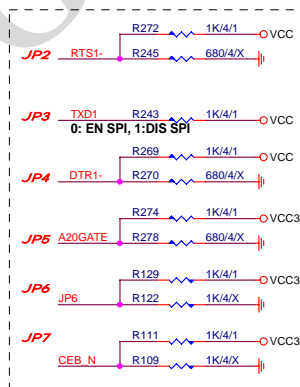 R272 1K/4/1 VCC
JP2 RTS1- R245 680/4/X
JP3 TXD1 R243 1K/4/1 VCC
0: EN SPI, 1:DIS SPI
R269 1K/4/1 VCC
JP4 DTR1- R270 680/4/X
R274 1K/4/1 VCC3
JP5 A20GATE R278 680/4/X
R129 1K/4/1 VCC3
JP6
JP6 R122 1K/4/X
JP7 R111 1K/4/1 VCC3
CEB_N R109 1K/4/X